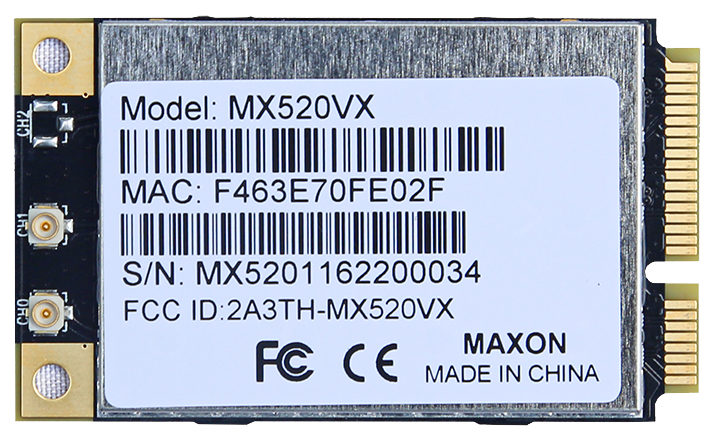 Model: MX520VX
MAC: F463E70FE02F
S/N: MX5201162200034
FCC ID:2A3TH-MX520VX
FC CE
MAXON
MADE IN CHINA
CH2
CH1
CH0